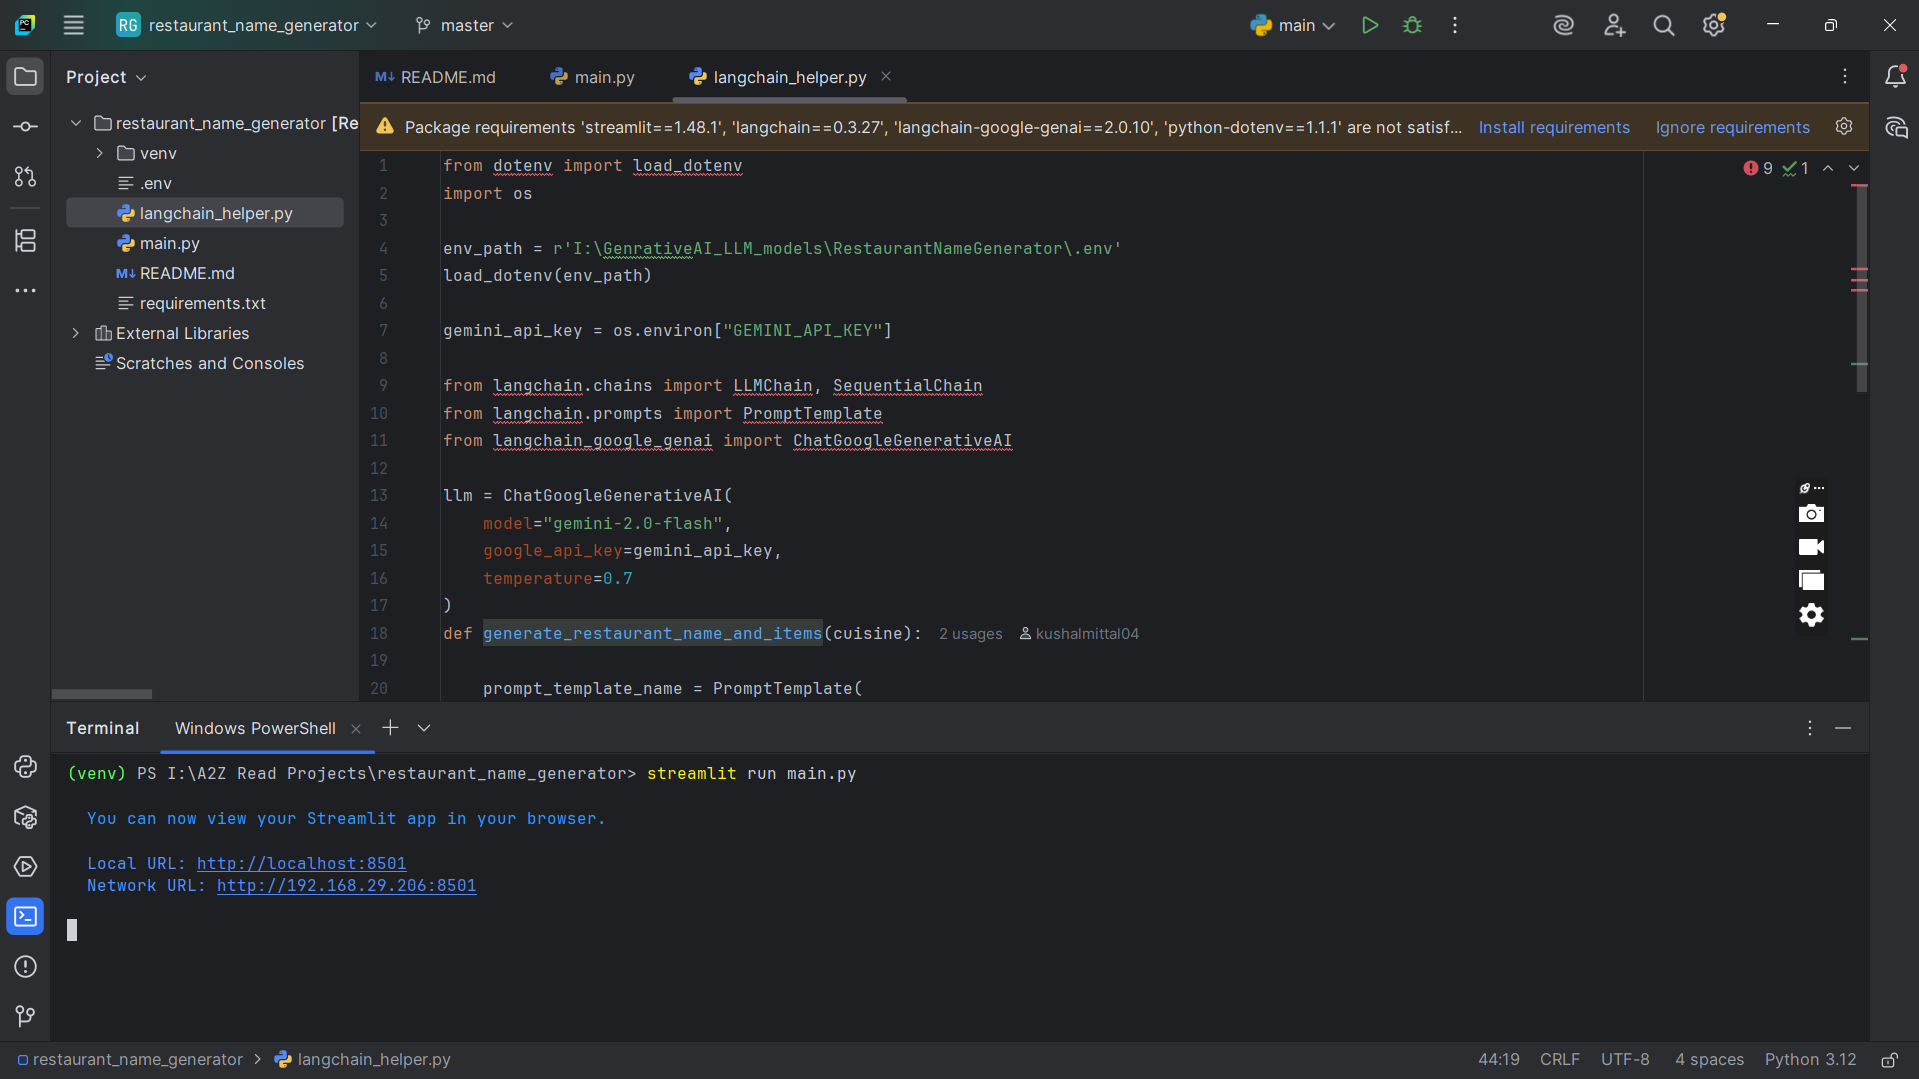 RG restaurant_name_generator master main
Project
README.md main.py langchain_helper.py
restaurant_name_generator [Re
venv
.env
langchain_helper.py
main.py
README.md
requirements.txt
External Libraries
Scratches and Consoles
Package requirements 'streamlit==1.48.1', 'langchain==0.3.27', 'langchain-google-genai==2.0.10', 'python-dotenv==1.1.1' are not satisf... Install requirements Ignore requirements
9 1
1 from dotenv import load_dotenv
2 import os
3
4 env_path = r'I:\GenrativeAI_LLM_models\RestaurantNameGenerator\.env'
5 load_dotenv(env_path)
6
7 gemini_api_key = os.environ["GEMINI_API_KEY"]
8
9 from langchain.chains import LLMChain, SequentialChain
10 from langchain.prompts import PromptTemplate
11 from langchain_google_genai import ChatGoogleGenerativeAI
12
13 llm = ChatGoogleGenerativeAI(
14 model="gemini-2.0-flash",
15 google_api_key=gemini_api_key,
16 temperature=0.7
17 )
18 def generate_restaurant_name_and_items(cuisine): 2 usages kushalmittal04
19
20 prompt_template_name = PromptTemplate(
Terminal Windows PowerShell
(venv) PS I:\A2Z Read Projects\restaurant_name_generator> streamlit run main.py
You can now view your Streamlit app in your browser.
Local URL: http://localhost:8501
Network URL: http://192.168.29.206:8501
restaurant_name_generator > langchain_helper.py 44:19 CRLF UTF-8 4 spaces Python 3.12